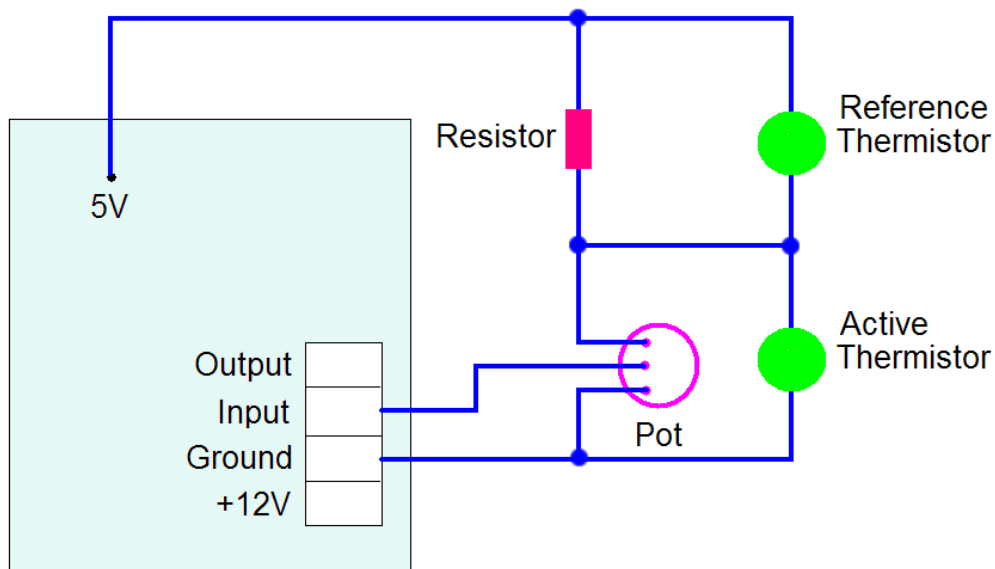 Resistor
Reference
Thermistor
5V
Active
Thermistor
Output
Input
Ground
+12V
Pot